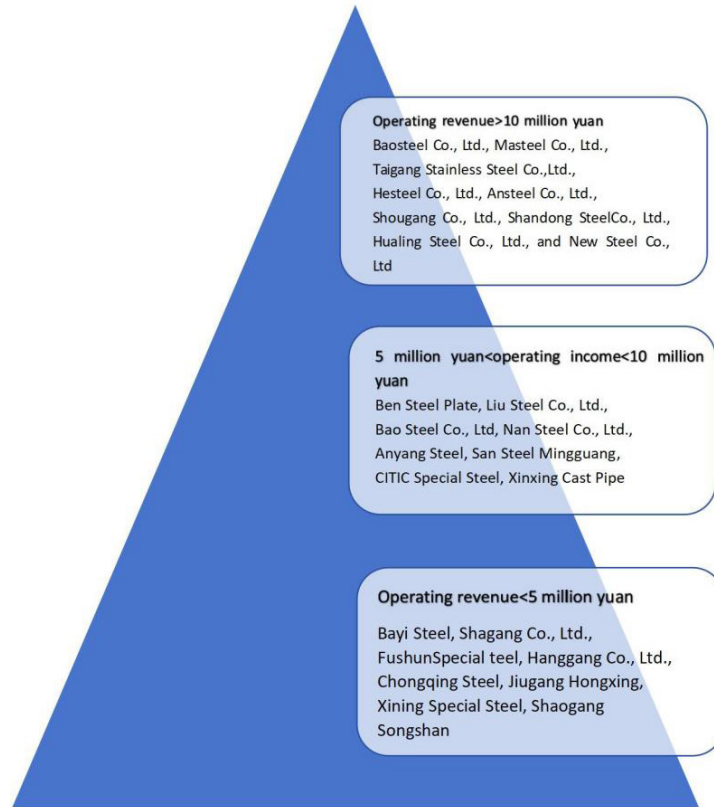 Operating revenue>10 million yuan
Baosteel Co., Ltd., Masteel Co., Ltd.,
Taigang Stainless Steel Co.,Ltd.,
Hesteel Co., Ltd., Ansteel Co., Ltd.,
Shougang Co., Ltd., Shandong SteelCo., Ltd.,
Hualing Steel Co., Ltd., and New Steel Co.,
Ltd
5 million yuan<operating income<10 million
yuan
Ben Steel Plate, Liu Steel Co., Ltd.,
Bao Steel Co., Ltd, Nan Steel Co., Ltd.,
Anyang Steel, San Steel Mingguang,
CITIC Special Steel, Xinxing Cast Pipe
Operating revenue<5 million yuan
Bayi Steel, Shagang Co., Ltd.,
FushunSpecial teel, Hanggang Co., Ltd.,
Chongqing Steel, Jiugang Hongxing,
Xining Special Steel, Shaogang
Songshan